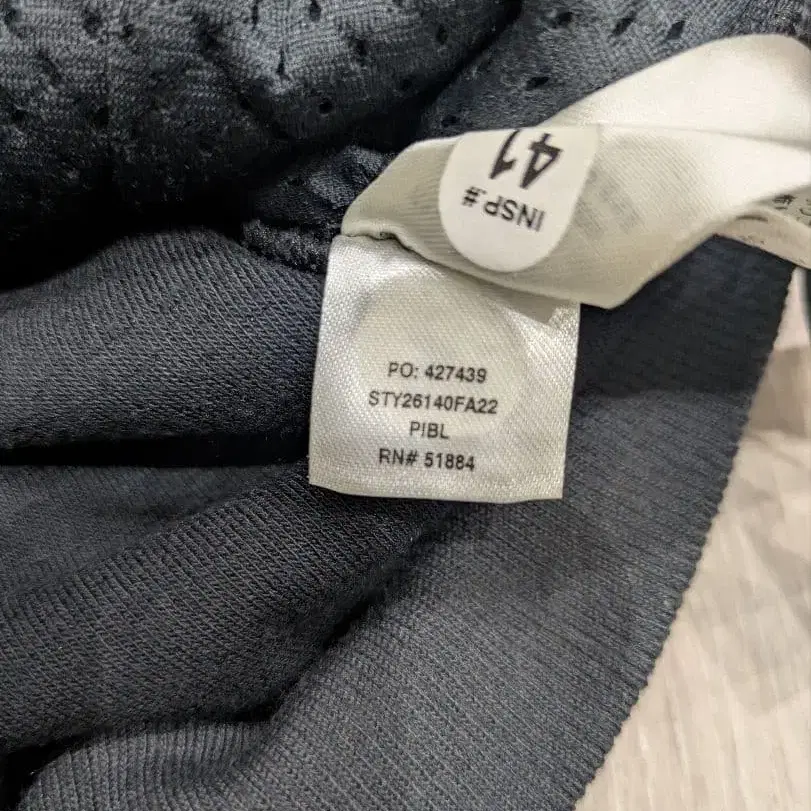 INSP.#
41
PO: 427439
STY26140FA22
PIBL
RN# 51884